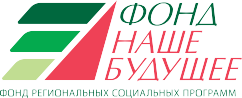 ФОНД
НАШЕ
БУДУЩЕЕ
ФОНД РЕГИОНАЛЬНЫХ СОЦИАЛЬНЫХ ПРОГРАММ